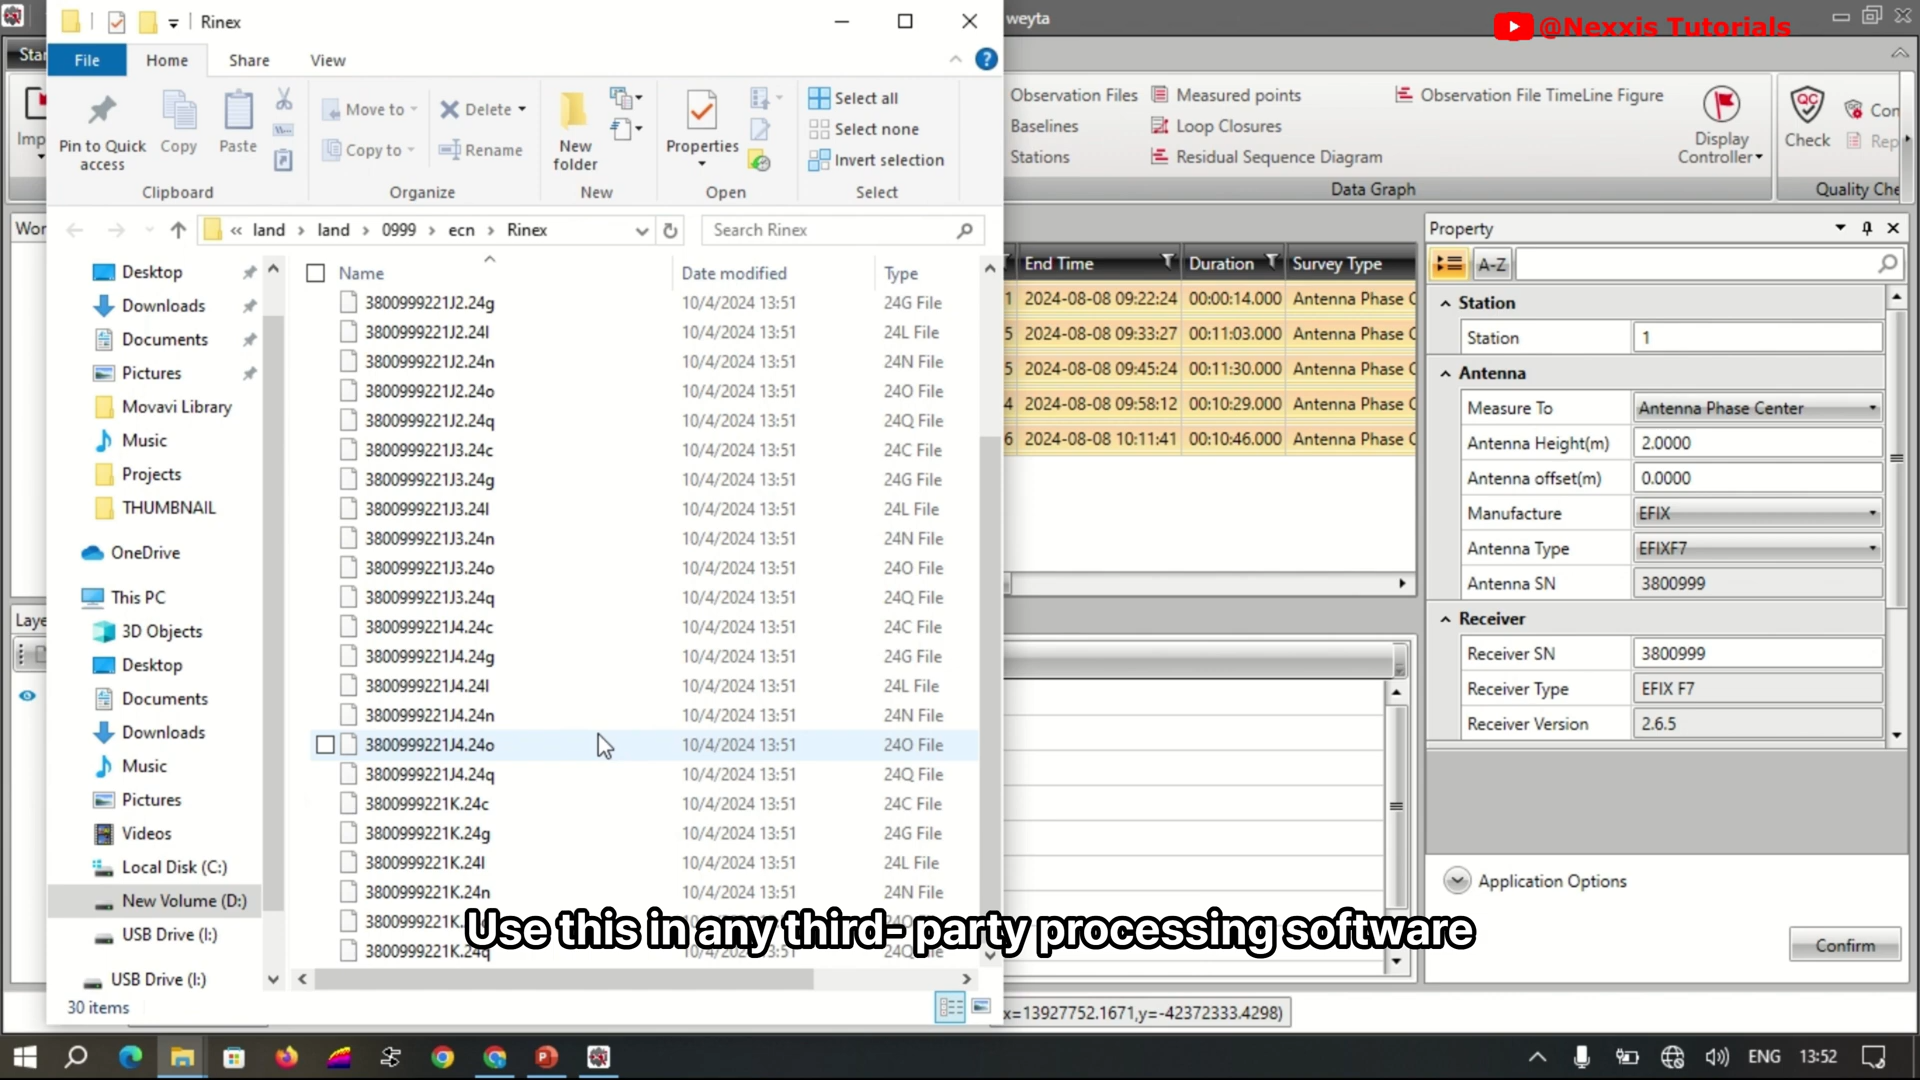 Rinex
weyta
@Nexxis Tutorials
File
Home
Share
View
Pin to Quick access
Copy
Paste
Move to
Copy to
Delete
Rename
New folder
Properties
Select all
Select none
Invert selection
Clipboard
Organize
New
Open
Select
Observation Files
Measured points
Observation File TimeLine Figure
Baselines
Loop Closures
Stations
Residual Sequence Diagram
Display Controller
QC
Check
Data Graph
land
land
0999
ecn
Rinex
Search Rinex
Name
Date modified
Type
Desktop
Downloads
Documents
Pictures
Movavi Library
Music
Projects
THUMBNAIL
OneDrive
This PC
3D Objects
Desktop
Documents
Downloads
Music
Pictures
Videos
Local Disk (C:)
New Volume (D:)
USB Drive (I:)
USB Drive (I:)
30 items
3800999221J2.24g 10/4/2024 13:51 24G File
3800999221J2.24l 10/4/2024 13:51 24L File
3800999221J2.24n 10/4/2024 13:51 24N File
3800999221J2.24o 10/4/2024 13:51 24O File
3800999221J2.24q 10/4/2024 13:51 24Q File
3800999221J3.24c 10/4/2024 13:51 24C File
3800999221J3.24g 10/4/2024 13:51 24G File
3800999221J3.24l 10/4/2024 13:51 24L File
3800999221J3.24n 10/4/2024 13:51 24N File
3800999221J3.24o 10/4/2024 13:51 24O File
3800999221J3.24q 10/4/2024 13:51 24Q File
3800999221J4.24c 10/4/2024 13:51 24C File
3800999221J4.24g 10/4/2024 13:51 24G File
3800999221J4.24l 10/4/2024 13:51 24L File
3800999221J4.24n 10/4/2024 13:51 24N File
3800999221J4.24o 10/4/2024 13:51 24O File
3800999221J4.24q 10/4/2024 13:51 24Q File
3800999221K.24c 10/4/2024 13:51 24C File
3800999221K.24g 10/4/2024 13:51 24G File
3800999221K.24l 10/4/2024 13:51 24L File
3800999221K.24n 10/4/2024 13:51 24N File
Use this in any third- party processing software
End Time Duration Survey Type
2024-08-08 09:22:24 00:00:14.000 Antenna Phase C
2024-08-08 09:33:27 00:11:03.000 Antenna Phase C
2024-08-08 09:45:24 00:11:30.000 Antenna Phase C
2024-08-08 09:58:12 00:10:29.000 Antenna Phase C
2024-08-08 10:11:41 00:10:46.000 Antenna Phase C
x=13927752.1671,y=-42372333.4298)
Property
A-Z
Station
Station 1
Antenna
Measure To Antenna Phase Center
Antenna Height(m) 2.0000
Antenna offset(m) 0.0000
Manufacture EFIX
Antenna Type EFIXF7
Antenna SN 3800999
Receiver
Receiver SN 3800999
Receiver Type EFIX F7
Receiver Version 2.6.5
Application Options
Confirm
ENG
13:52